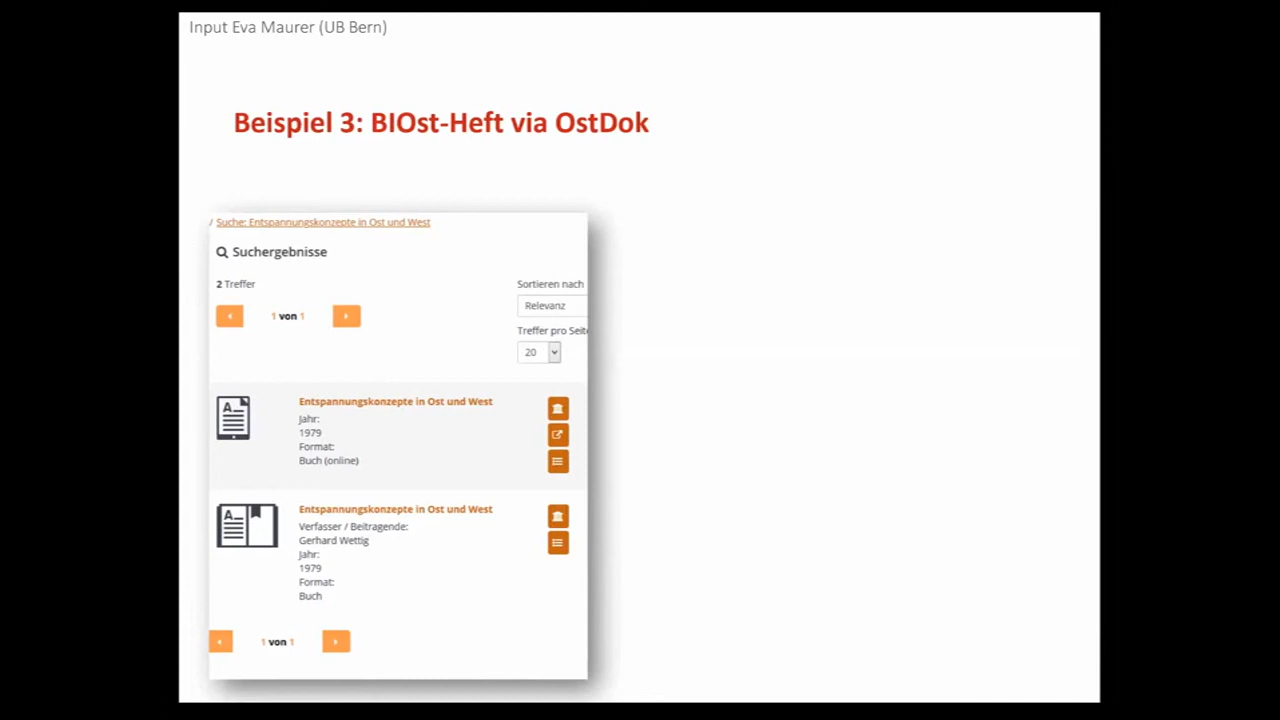 Input Eva Maurer (UB Bern)
Beispiel 3: BIOst-Heft via OstDok
/ Suche: Entspannungskonzepte in Ost und West
Suchergebnisse
2 Treffer
Sortieren nach
1 von 1
Relevanz
Treffer pro Seite
20
Entspannungskonzepte in Ost und West
Jahr:
1979
Format:
Buch (online)
Entspannungskonzepte in Ost und West
Verfasser / Beitragende:
Gerhard Wettig
Jahr:
1979
Format:
Buch
1 von 1